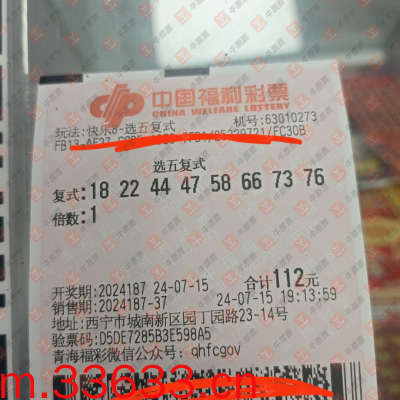 中国福利彩票
CHINA WELFARE LOTTERY
玩法:快乐8-选五复式 机号:63010273
选五复式
复式:18 22 44 47 58 66 73 76
倍数:1
开奖期:2024187 24-07-15 合计112元
销售期:2024187-37 24-07-15 19:13:59
地址:西宁市城南新区园丁园路23-14号
验票码:D5DE7285B3E598A5
青海福彩微信公众号:qhfcgov